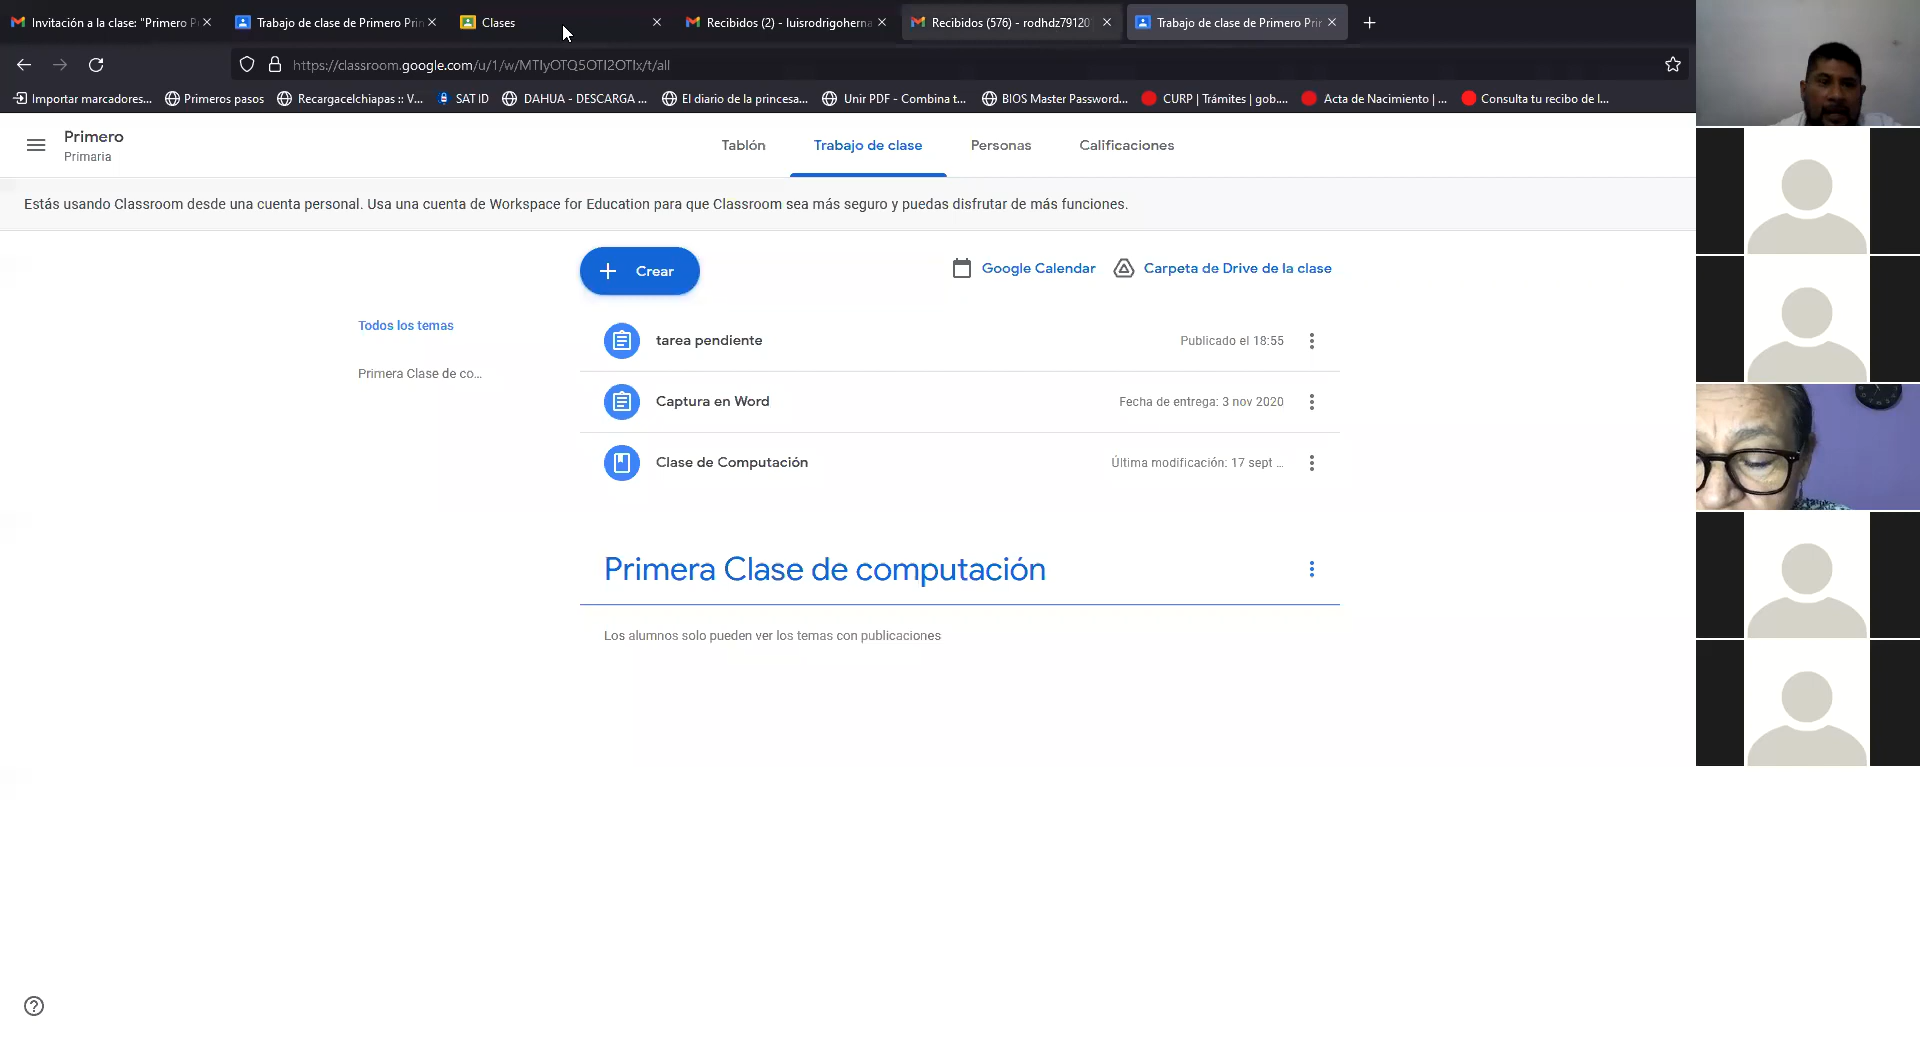 Invitación a la clase: "Primero P
Trabajo de clase de Primero Prin
Clases
Recibidos (2) - luisrodrigoherna
Recibidos (576) - rodhdz79120
Trabajo de clase de Primero Prin
https://classroom.google.com/u/1/w/MTIyOTQ5OTI2OTIx/t/all
Importar marcadores...
Primeros pasos
Recargacelchiapas :: V...
SAT ID
DAHUA - DESCARGA ...
El diario de la princesa...
Unir PDF - Combina t...
BIOS Master Password...
CURP | Trámites | gob....
Acta de Nacimiento | ...
Consulta tu recibo de l...
Primero
Primaria
Tablón
Trabajo de clase
Personas
Calificaciones
Estás usando Classroom desde una cuenta personal. Usa una cuenta de Workspace for Education para que Classroom sea más seguro y puedas disfrutar de más funciones.
Crear
Google Calendar
Carpeta de Drive de la clase
Todos los temas
Primera Clase de co...
tarea pendiente
Publicado el 18:55
Captura en Word
Fecha de entrega: 3 nov 2020
Clase de Computación
Última modificación: 17 sept ...
Primera Clase de computación
Los alumnos solo pueden ver los temas con publicaciones